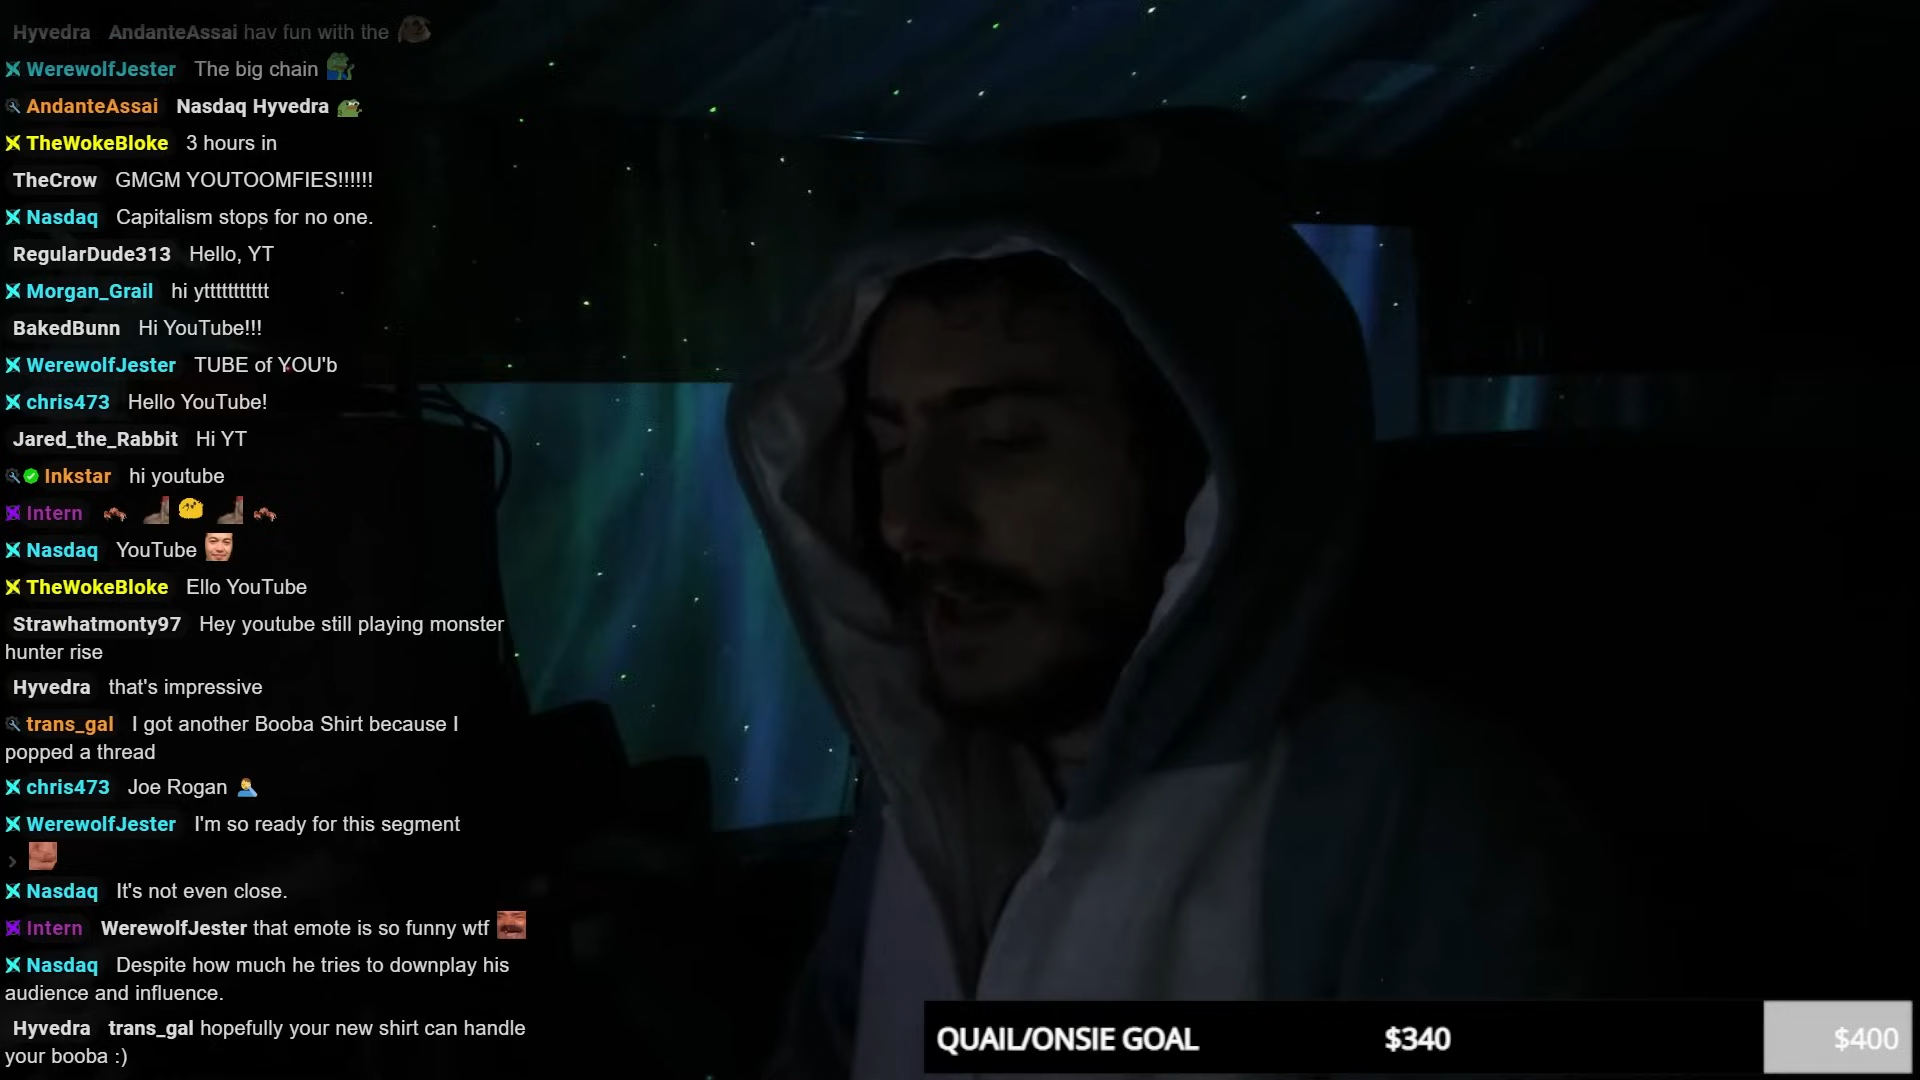 Hyvedra AndanteAssai hav fun with the
WerewolfJester The big chain
AndanteAssai Nasdaq Hyvedra
TheWokeBloke 3 hours in
TheCrow GMGM YOUTOOMFIES!!!!!!
Nasdaq Capitalism stops for no one.
RegularDude313 Hello, YT
Morgan_Grail hi yttttttttttt
BakedBunn Hi YouTube!!!
WerewolfJester TUBE of YOU'b
chris473 Hello YouTube!
Jared_the_Rabbit Hi YT
Inkstar hi youtube
Intern
Nasdaq YouTube
TheWokeBloke Ello YouTube
Strawhatmonty97 Hey youtube still playing monster
hunter rise
Hyvedra that's impressive
trans_gal I got another Booba Shirt because I
popped a thread
chris473 Joe Rogan
WerewolfJester I'm so ready for this segment
>
Nasdaq It's not even close.
Intern WerewolfJester that emote is so funny wtf
Nasdaq Despite how much he tries to downplay his
audience and influence.
Hyvedra trans_gal hopefully your new shirt can handle
your booba :)
QUAIL/ONSIE GOAL $340 $400